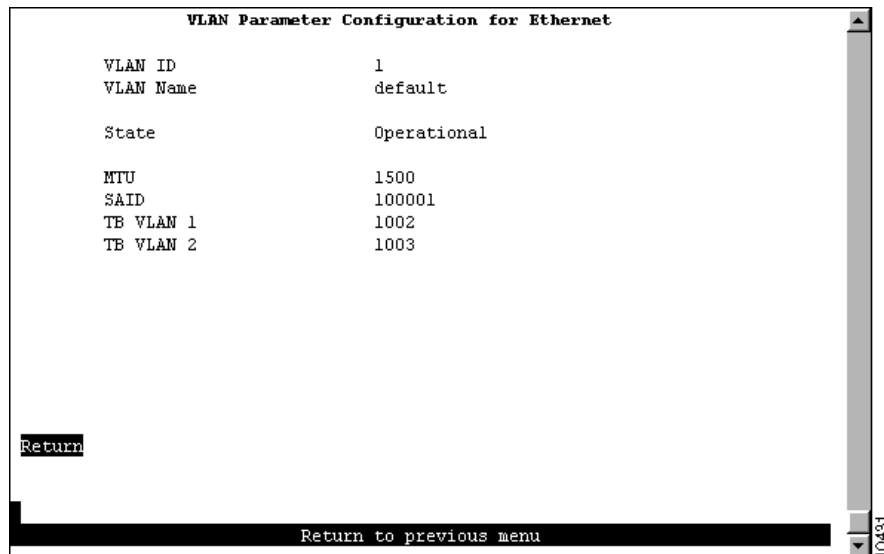 VLAN Parameter Configuration for Ethernet
VLAN ID 1
VLAN Name default
State Operational
MTU 1500
SAID 100001
TB VLAN 1 1002
TB VLAN 2 1003
Return
Return to previous menu